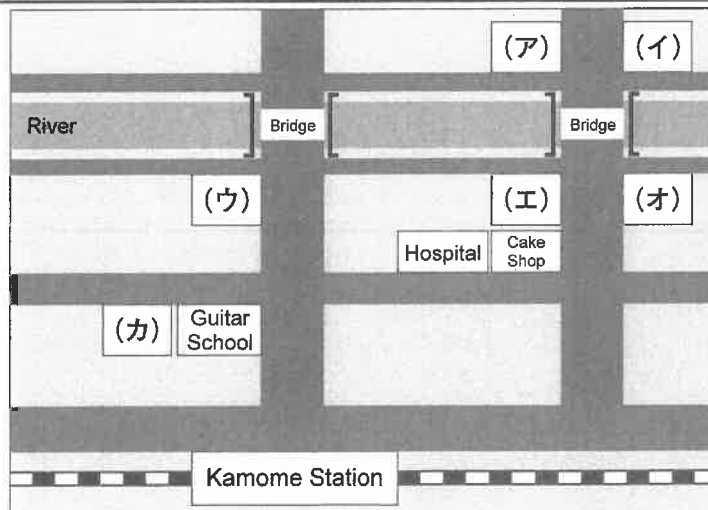 (ア)
(イ)
River
Bridge
Bridge
(ウ)
(エ)
(オ)
Hospital
Cake
Shop
(カ)
Guitar
School
Kamome Station